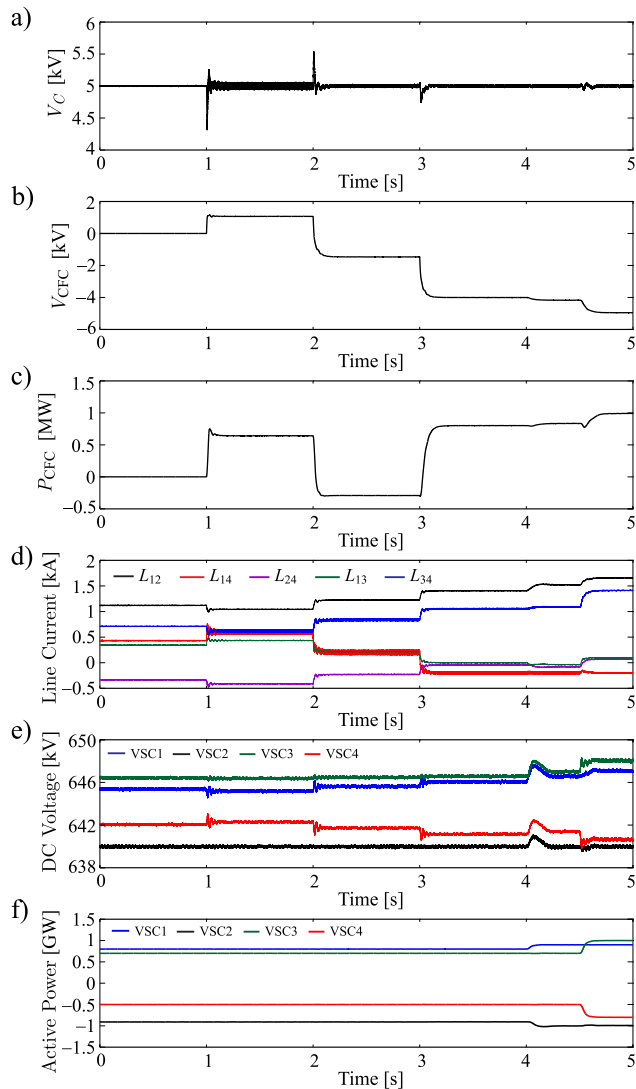 a)
6
5.5
5
4.5
4
V_C [kV]
0 1 2 3 4 5
Time [s]
b)
2
0
−2
−4
−6
V_CFC [kV]
0 1 2 3 4 5
Time [s]
c)
1.5
1
0.5
0
−0.5
P_CFC [MW]
0 1 2 3 4 5
Time [s]
d)
2
1.5
1
0.5
0
−0.5
Line Current [kA]
L_12 L_14 L_24 L_13 L_34
0 1 2 3 4 5
Time [s]
e)
650
646
642
638
DC Voltage [kV]
VSC1 VSC2 VSC3 VSC4
0 1 2 3 4 5
Time [s]
f)
1.5
1
0.5
0
−0.5
−1
−1.5
Active Power [GW]
VSC1 VSC2 VSC3 VSC4
0 1 2 3 4 5
Time [s]